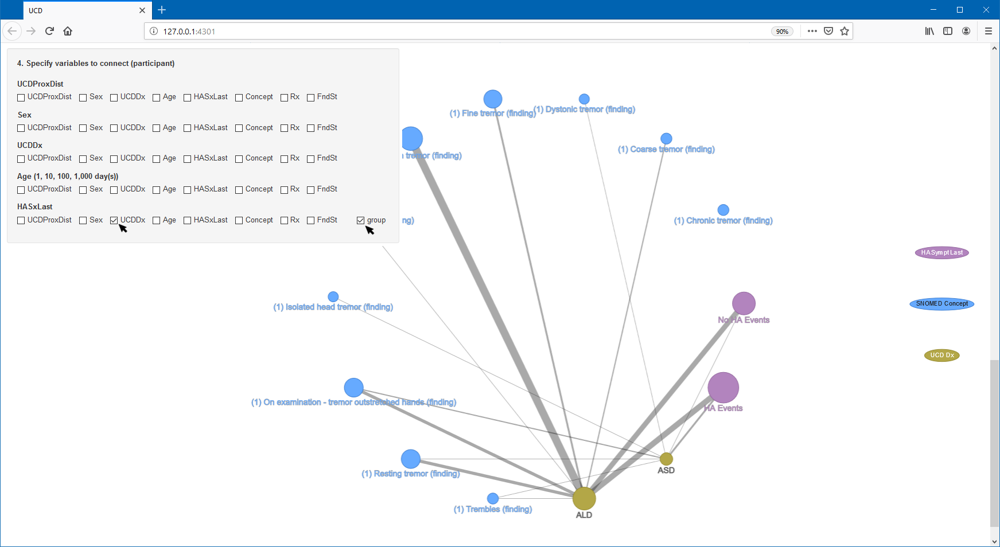 UCD
127.0.0.1:4301
90%
4. Specify variables to connect (participant)
UCDProxDist
UCDProxDist Sex UCDDx Age HASxLast Concept Rx FndSt
Sex
UCDProxDist Sex UCDDx Age HASxLast Concept Rx FndSt
UCDDx
UCDProxDist Sex UCDDx Age HASxLast Concept Rx FndSt
Age (1, 10, 100, 1,000 day(s))
UCDProxDist Sex UCDDx Age HASxLast Concept Rx FndSt
HASxLast
UCDProxDist Sex UCDDx Age HASxLast Concept Rx FndSt group
(1) Fine tremor (finding)
(1) Dystonic tremor (finding)
tremor (finding)
(1) Coarse tremor (finding)
ng)
(1) Chronic tremor (finding)
HASymptLast
(1) Isolated head tremor (finding)
SNOMED Concept
No HA Events
UCD Dx
(1) On examination - tremor outstretched hands (finding)
HA Events
(1) Resting tremor (finding)
ASD
(1) Trembles (finding)
ALD